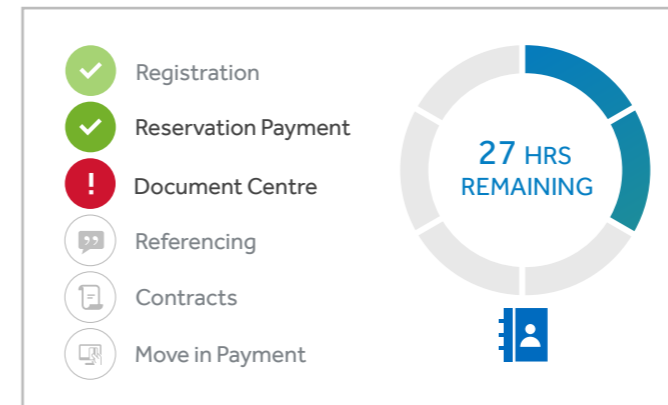 Registration
Reservation Payment
Document Centre
Referencing
Contracts
Move in Payment
27 HRS
REMAINING